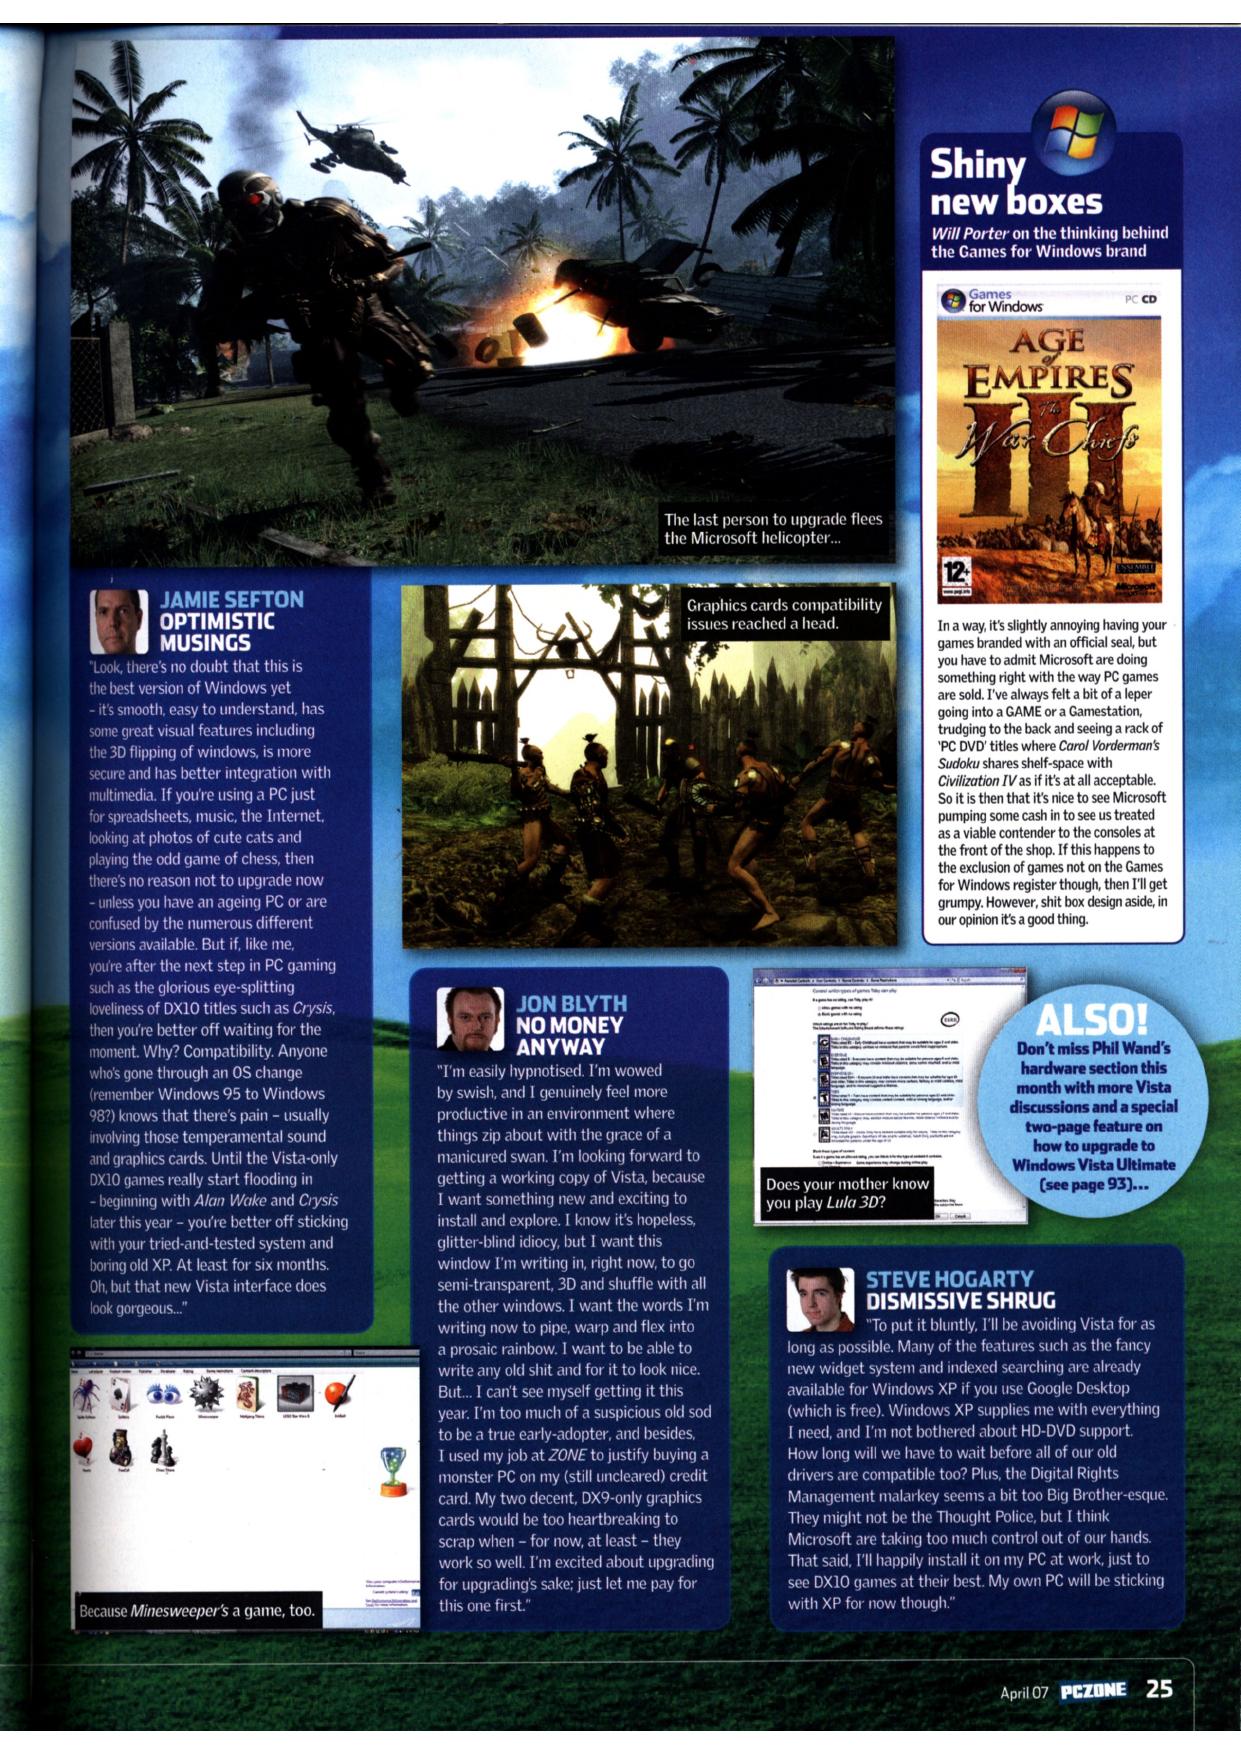 The last person to upgrade flees
the Microsoft helicopter...
JAMIE SEFTON
OPTIMISTIC
MUSINGS
"Look, there's no doubt that this is
the best version of Windows yet
– it's smooth, easy to understand, has
some great visual features including
the 3D flipping of windows, is more
secure and has better integration with
multimedia. If you're using a PC just
for spreadsheets, music, the Internet,
looking at photos of cute cats and
playing the odd game of chess, then
there's no reason not to upgrade now
– unless you have an ageing PC or are
confused by the numerous different
versions available. But if, like me,
you're after the next step in PC gaming
such as the glorious eye-splitting
loveliness of DX10 titles such as Crysis,
then you're better off waiting for the
moment. Why? Compatibility. Anyone
who's gone through an OS change
(remember Windows 95 to Windows
98?) knows that there's pain – usually
involving those temperamental sound
and graphics cards. Until the Vista-only
DX10 games really start flooding in
– beginning with Alan Wake and Crysis
later this year – you're better off sticking
with your tried-and-tested system and
boring old XP. At least for six months.
Oh, but that new Vista interface does
look gorgeous..."
Because Minesweeper's a game, too.
Graphics cards compatibility
issues reached a head.
JON BLYTH
NO MONEY
ANYWAY
"I'm easily hypnotised. I'm wowed
by swish, and I genuinely feel more
productive in an environment where
things zip about with the grace of a
manicured swan. I'm looking forward to
getting a working copy of Vista, because
I want something new and exciting to
install and explore. I know it's hopeless,
glitter-blind idiocy, but I want this
window I'm writing in, right now, to go
semi-transparent, 3D and shuffle with all
the other windows. I want the words I'm
writing now to pipe, warp and flex into
a prosaic rainbow. I want to be able to
write any old shit and for it to look nice.
But... I can't see myself getting it this
year. I'm too much of a suspicious old sod
to be a true early-adopter, and besides,
I used my job at ZONE to justify buying a
monster PC on my (still uncleared) credit
card. My two decent, DX9-only graphics
cards would be too heartbreaking to
scrap when – for now, at least – they
work so well. I'm excited about upgrading
for upgrading's sake; just let me pay for
this one first."
Shiny
new boxes
Will Porter on the thinking behind
the Games for Windows brand
Games
for Windows
PC CD
AGE
of
EMPIRES
III
The
War Chiefs
12+
www.pegi.info
ENSEMBLE
Microsoft
In a way, it's slightly annoying having your
games branded with an official seal, but
you have to admit Microsoft are doing
something right with the way PC games
are sold. I've always felt a bit of a leper
going into a GAME or a Gamestation,
trudging to the back and seeing a rack of
'PC DVD' titles where Carol Vorderman's
Sudoku shares shelf-space with
Civilization IV as if it's at all acceptable.
So it is then that it's nice to see Microsoft
pumping some cash in to see us treated
as a viable contender to the consoles at
the front of the shop. If this happens to
the exclusion of games not on the Games
for Windows register though, then I'll get
grumpy. However, shit box design aside, in
our opinion it's a good thing.
Does your mother know
you play Lula 3D?
ALSO!
Don't miss Phil Wand's
hardware section this
month with more Vista
discussions and a special
two-page feature on
how to upgrade to
Windows Vista Ultimate
(see page 93)...
STEVE HOGARTY
DISMISSIVE SHRUG
"To put it bluntly, I'll be avoiding Vista for as
long as possible. Many of the features such as the fancy
new widget system and indexed searching are already
available for Windows XP if you use Google Desktop
(which is free). Windows XP supplies me with everything
I need, and I'm not bothered about HD-DVD support.
How long will we have to wait before all of our old
drivers are compatible too? Plus, the Digital Rights
Management malarkey seems a bit too Big Brother-esque.
They might not be the Thought Police, but I think
Microsoft are taking too much control out of our hands.
That said, I'll happily install it on my PC at work, just to
see DX10 games at their best. My own PC will be sticking
with XP for now though."
April 07 PCZONE 25